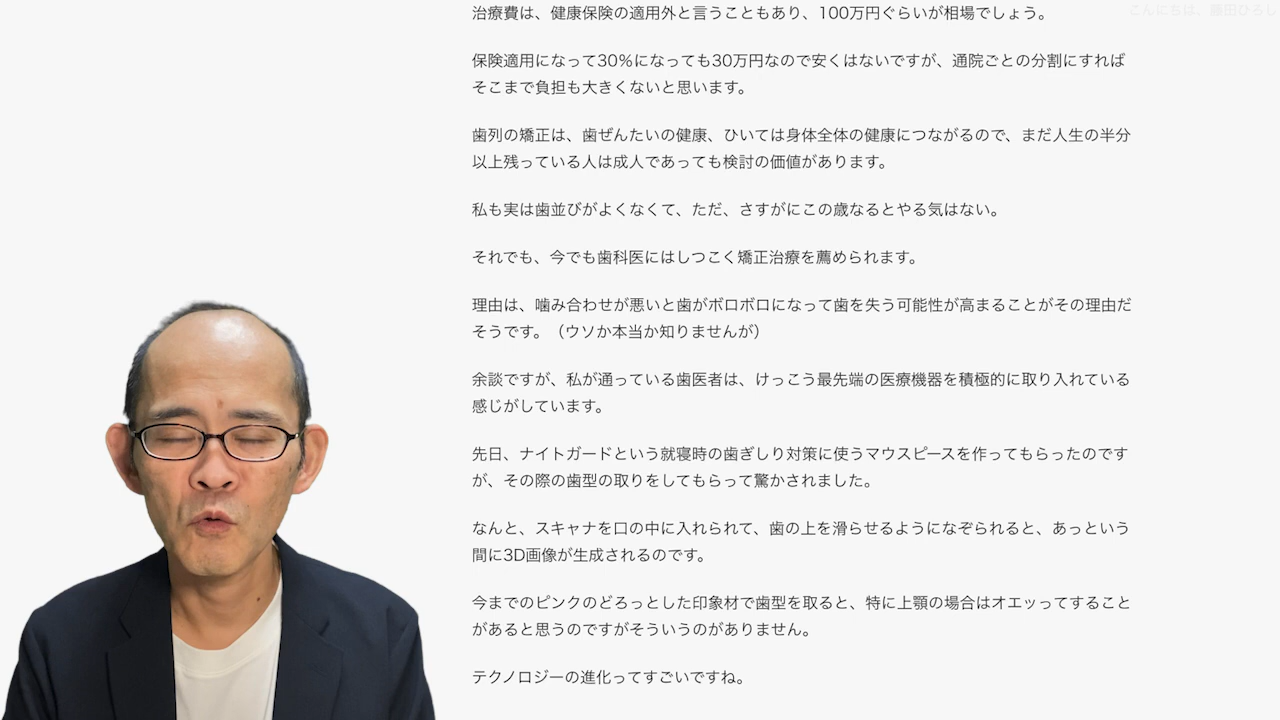 こんにちは、藤田ひろし
治療費は、健康保険の適用外と言うこともあり、100万円ぐらいが相場でしょう。
保険適用になって30%になっても30万円なので安くはないですが、通院ごとの分割にすれば
そこまで負担も大きくないと思います。
歯列の矯正は、歯ぜんたいの健康、ひいては身体全体の健康につながるので、まだ人生の半分
以上残っている人は成人であっても検討の価値があります。
私も実は歯並びがよくなくて、ただ、さすがにこの歳なるとやる気はない。
それでも、今でも歯科医にはしつこく矯正治療を薦められます。
理由は、噛み合わせが悪いと歯がボロボロになって歯を失う可能性が高まることがその理由だ
そうです。（ウソか本当か知りませんが）
余談ですが、私が通っている歯医者は、けっこう最先端の医療機器を積極的に取り入れている
感じがしています。
先日、ナイトガードという就寝時の歯ぎしり対策に使うマウスピースを作ってもらったのです
が、その際の歯型の取りをしてもらって驚かされました。
なんと、スキャナを口の中に入れられて、歯の上を滑らせるようになぞられると、あっという
間に3D画像が生成されるのです。
今までのピンクのどろっとした印象材で歯型を取ると、特に上顎の場合はオエッってすること
があると思うのですがそういうのがありません。
テクノロジーの進化ってすごいですね。